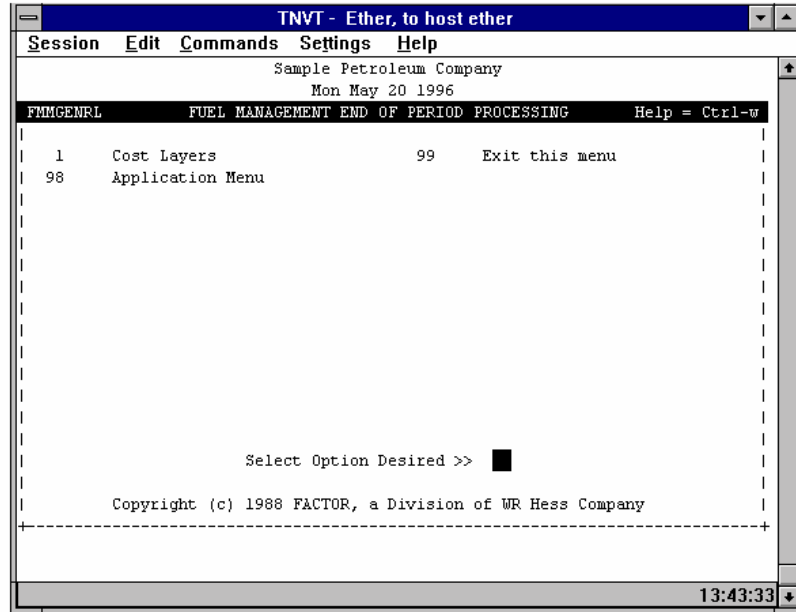 TNVT - Ether, to host ether
Session Edit Commands Settings Help
Sample Petroleum Company
Mon May 20 1996
FMMGENRL FUEL MANAGEMENT END OF PERIOD PROCESSING Help = Ctrl-w
1 Cost Layers 99 Exit this menu
98 Application Menu
Select Option Desired >>
Copyright (c) 1988 FACTOR, a Division of WR Hess Company
13:43:33